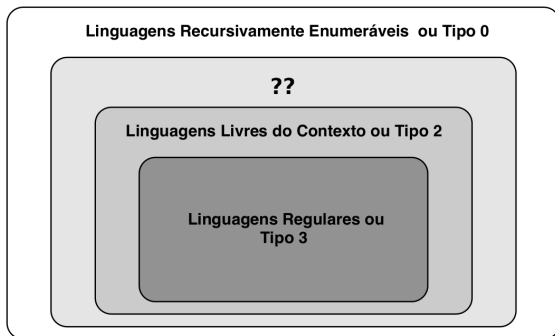 Linguagens Recursivamente Enumeráveis ou Tipo 0
??
Linguagens Livres do Contexto ou Tipo 2
Linguagens Regulares ou
Tipo 3